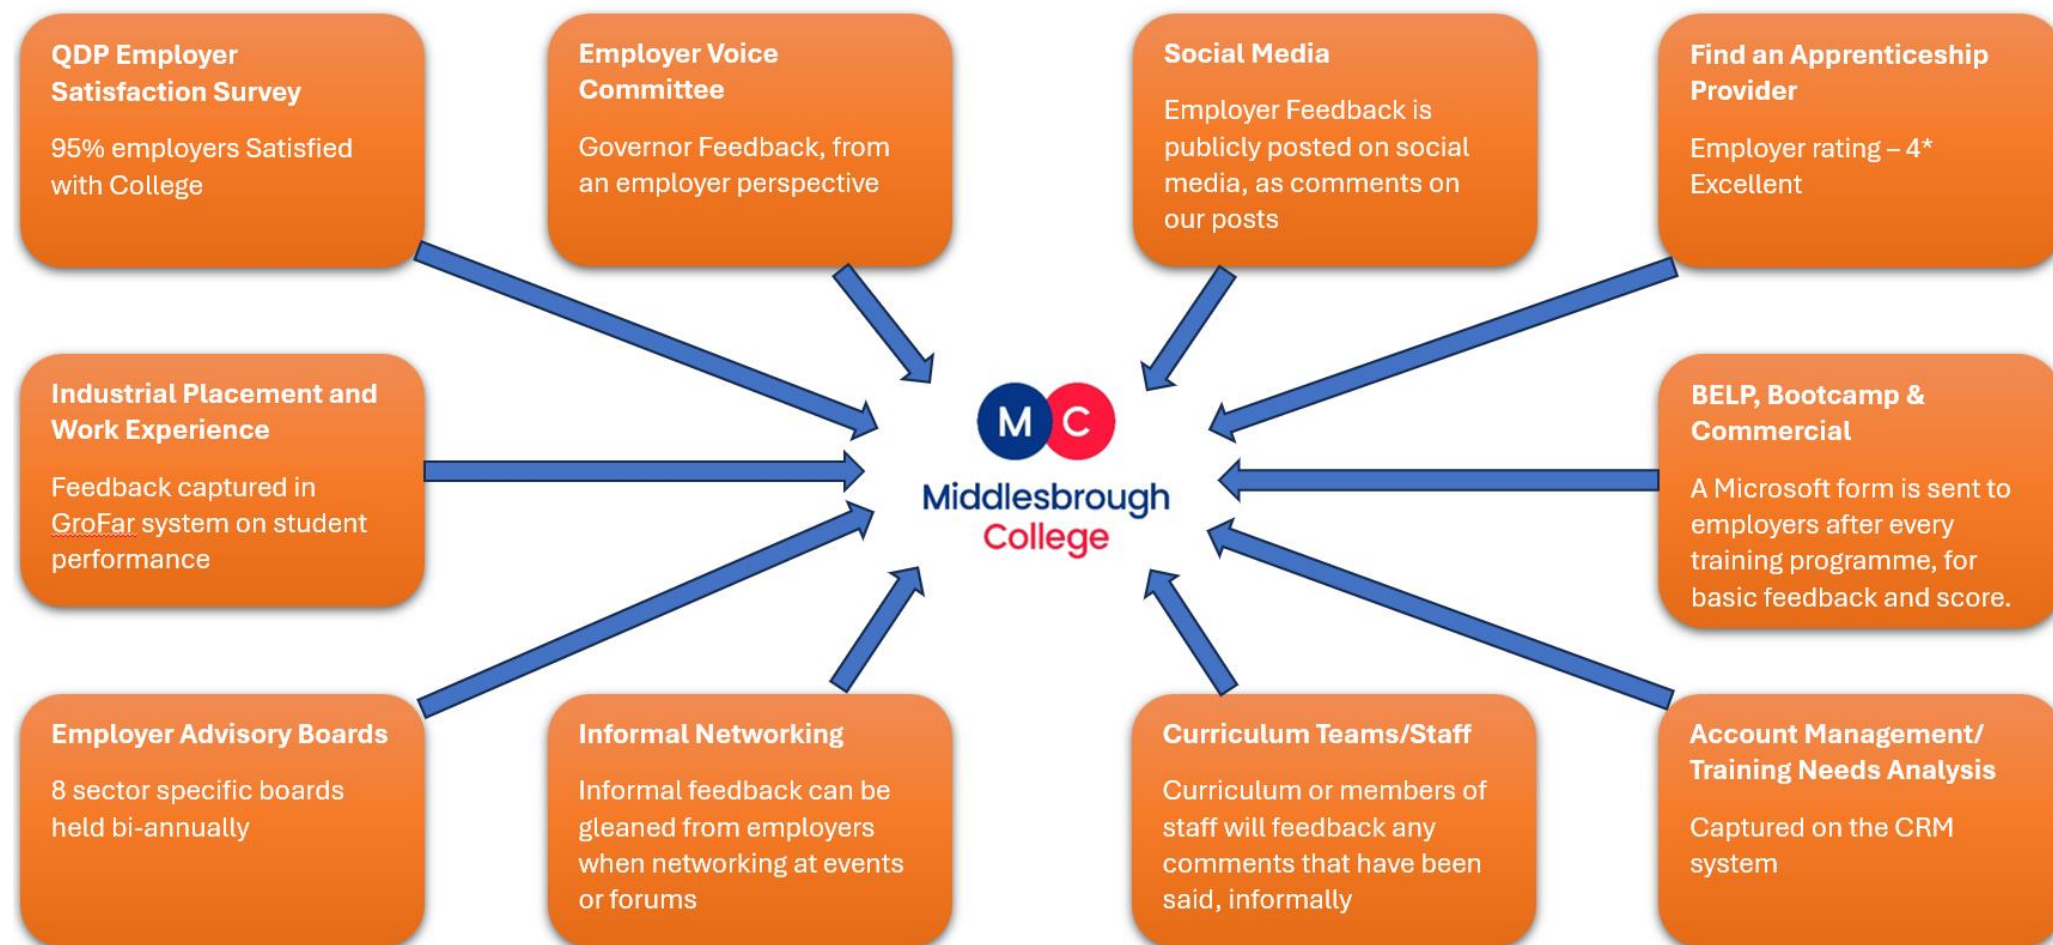 QDP Employer
Satisfaction Survey
95% employers Satisfied
with College
Employer Voice
Committee
Governor Feedback, from
an employer perspective
Social Media
Employer Feedback is
publicly posted on social
media, as comments on
our posts
Find an Apprenticeship
Provider
Employer rating – 4*
Excellent
Industrial Placement and
Work Experience
Feedback captured in
GroFar system on student
performance
M C
Middlesbrough
College
BELP, Bootcamp &
Commercial
A Microsoft form is sent to
employers after every
training programme, for
basic feedback and score.
Employer Advisory Boards
8 sector specific boards
held bi-annually
Informal Networking
Informal feedback can be
gleaned from employers
when networking at events
or forums
Curriculum Teams/Staff
Curriculum or members of
staff will feedback any
comments that have been
said, informally
Account Management/
Training Needs Analysis
Captured on the CRM
system